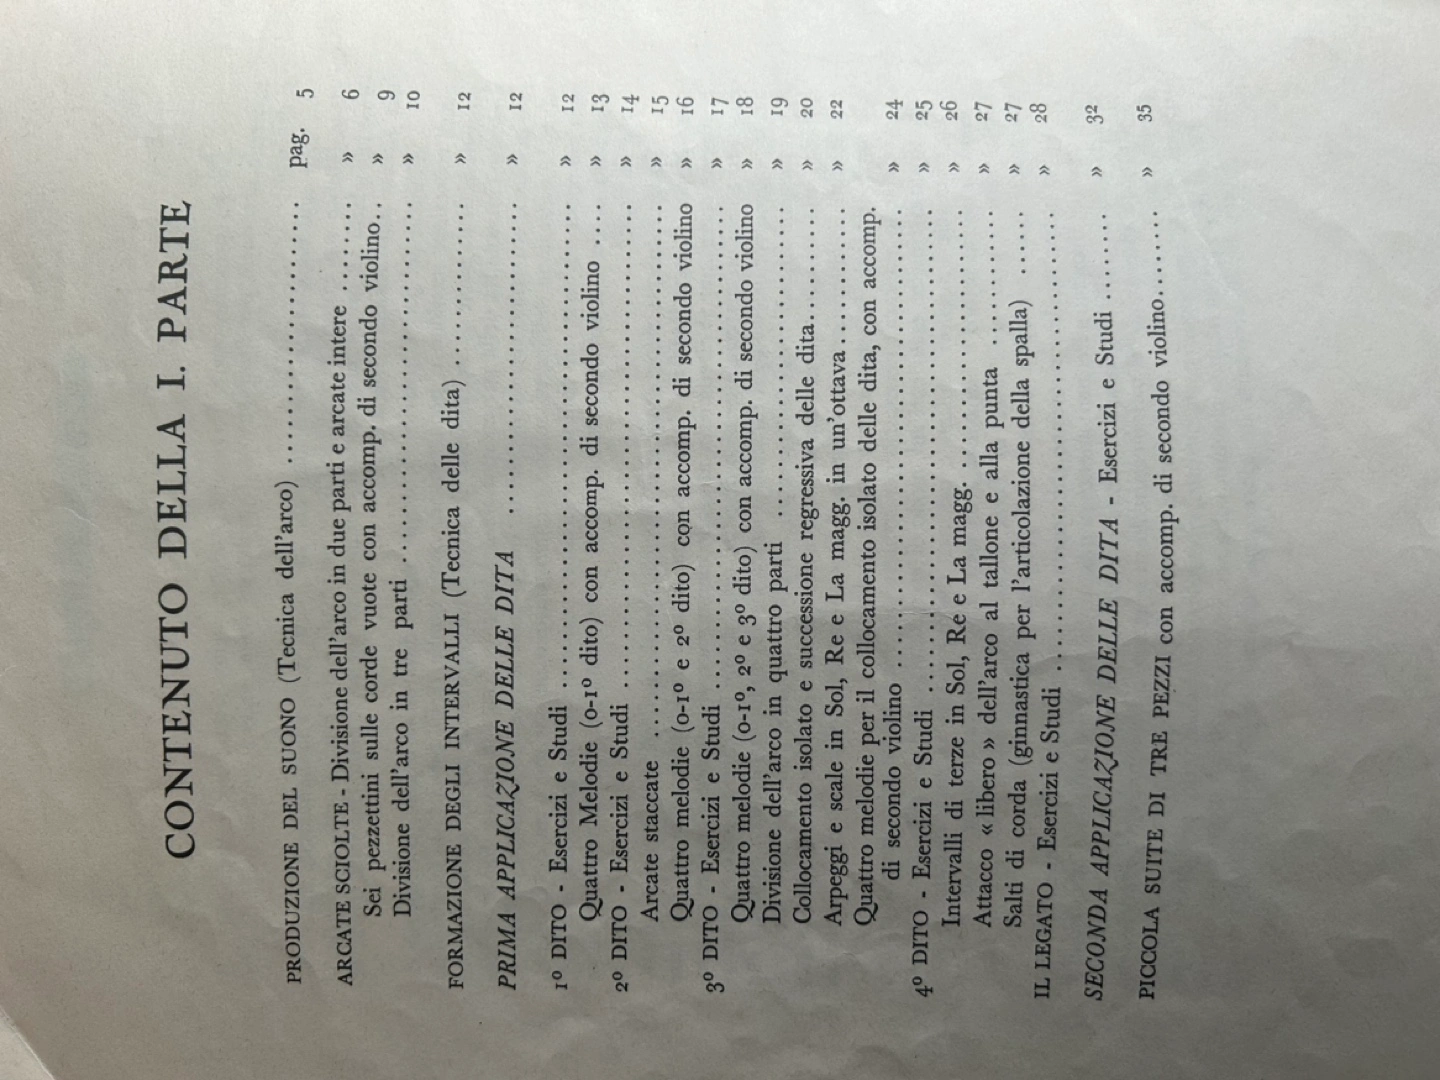 CONTENUTO DELLA I. PARTE
PRODUZIONE DEL SUONO (Tecnica dell'arco) .............................. pag. 5
ARCATE SCIOLTE - Divisione dell'arco in due parti e arcate intere ........ » 6
Sei pezzettini sulle corde vuote con accomp. di secondo violino.. » 9
Divisione dell'arco in tre parti .............................. » 10
FORMAZIONE DEGLI INTERVALLI (Tecnica delle dita) .............. » 12
PRIMA APPLICAZIONE DELLE DITA .............................. » 12
1º DITO - Esercizi e Studi .............................. » 12
Quattro Melodie (0-1º dito) con accomp. di secondo violino .... » 13
2º DITO - Esercizi e Studi .............................. » 14
Arcate staccate .............................. » 15
Quattro melodie (0-1º e 2º dito) con accomp. di secondo violino » 16
3º DITO - Esercizi e Studi .............................. » 17
Quattro melodie (0-1º, 2º e 3º dito) con accomp. di secondo violino » 18
Divisione dell'arco in quattro parti .............................. » 19
Collocamento isolato e successione regressiva delle dita.......... » 20
Arpeggi e scale in Sol, Re e La magg. in un'ottava........... » 22
Quattro melodie per il collocamento isolato delle dita, con accomp.
di secondo violino .............................. » 24
4º DITO - Esercizi e Studi .............................. » 25
Intervalli di terze in Sol, Re e La magg. .................... » 26
Attacco « libero » dell'arco al tallone e alla punta ........... » 27
Salti di corda (ginnastica per l'articolazione della spalla) ...... » 27
IL LEGATO - Esercizi e Studi .............................. » 28
SECONDA APPLICAZIONE DELLE DITA - Esercizi e Studi ........ » 32
PICCOLA SUITE DI TRE PEZZI con accomp. di secondo violino........ » 35